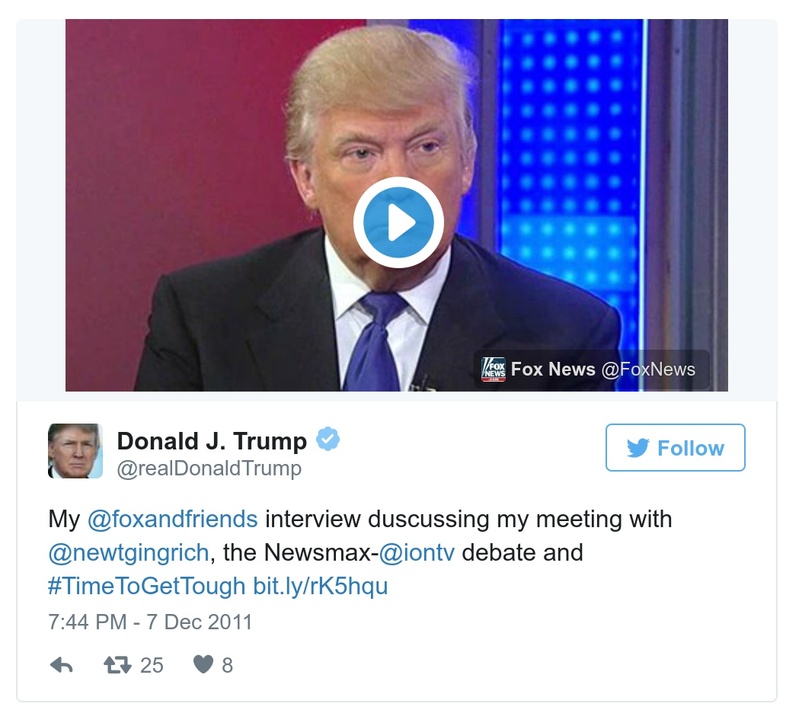 FOX
NEWS
Fox News @FoxNews
Donald J. Trump
@realDonaldTrump
Follow
My @foxandfriends interview duscussing my meeting with
@newtgingrich, the Newsmax-@iontv debate and
#TimeToGetTough bit.ly/rK5hqu
7:44 PM - 7 Dec 2011
25 8